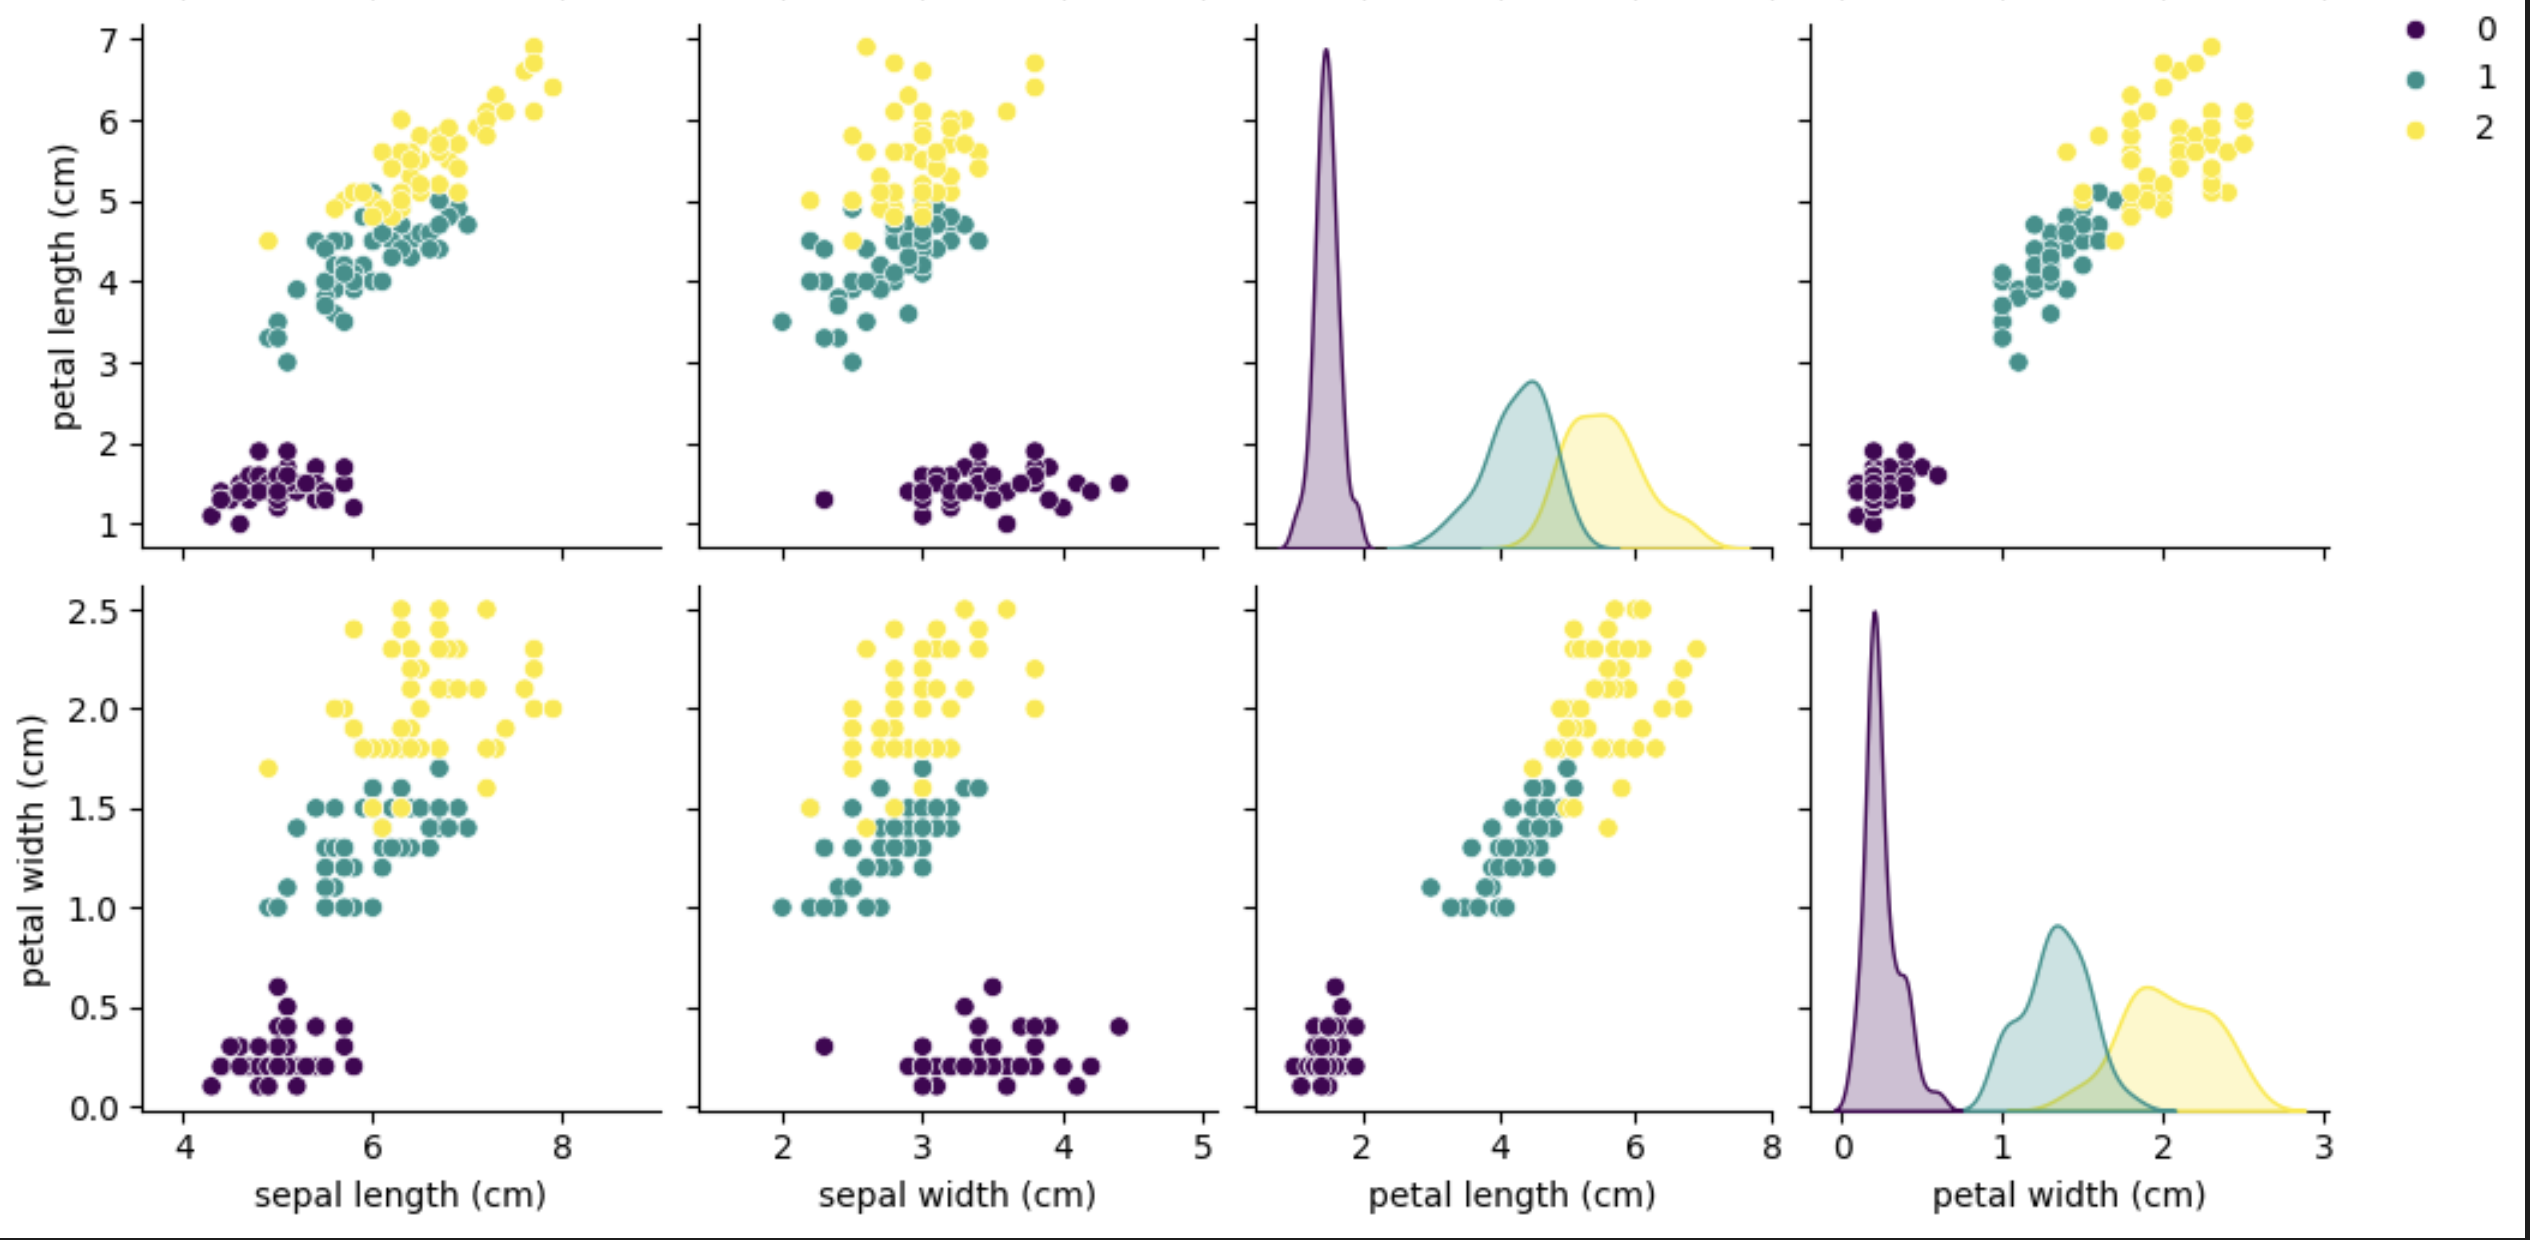 0
1
2
7
6
5
4
3
2
1
petal length (cm)
2.5
2.0
1.5
1.0
0.5
0.0
petal width (cm)
4 6 8
2 3 4 5
2 4 6 8
0 1 2 3
sepal length (cm)
sepal width (cm)
petal length (cm)
petal width (cm)